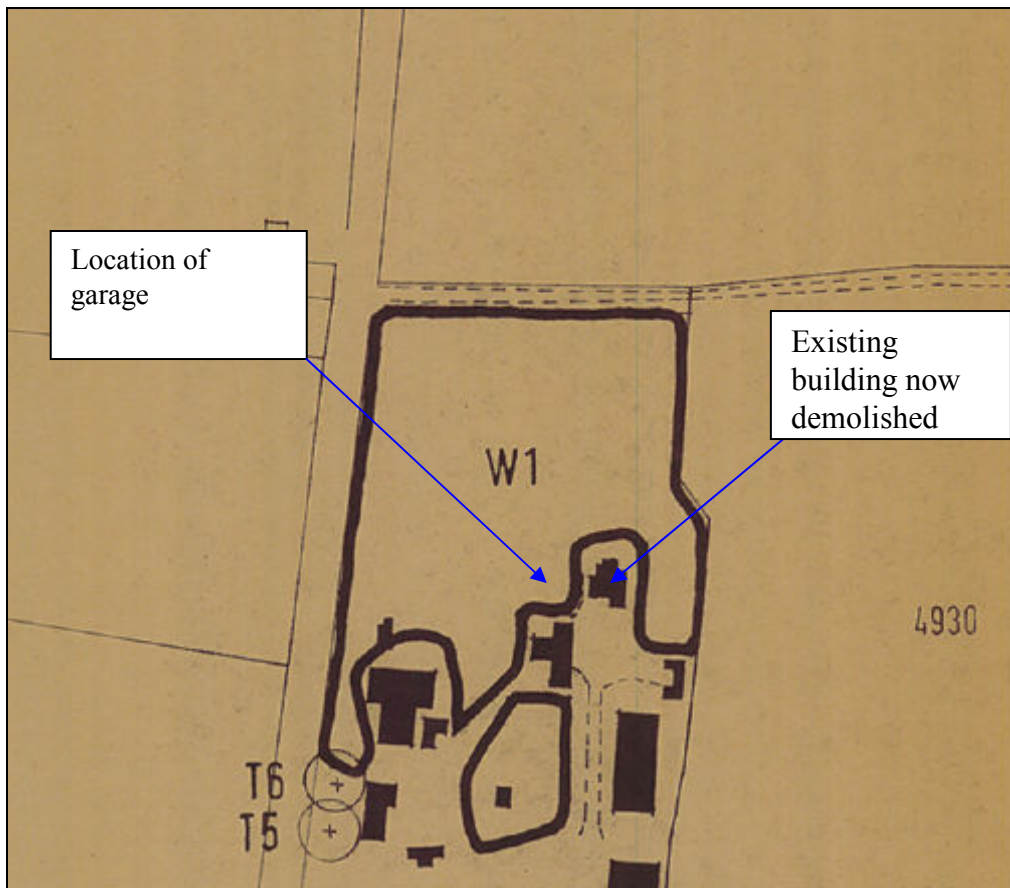 Location of
garage
Existing
building now
demolished
W1
4930
T6
T5